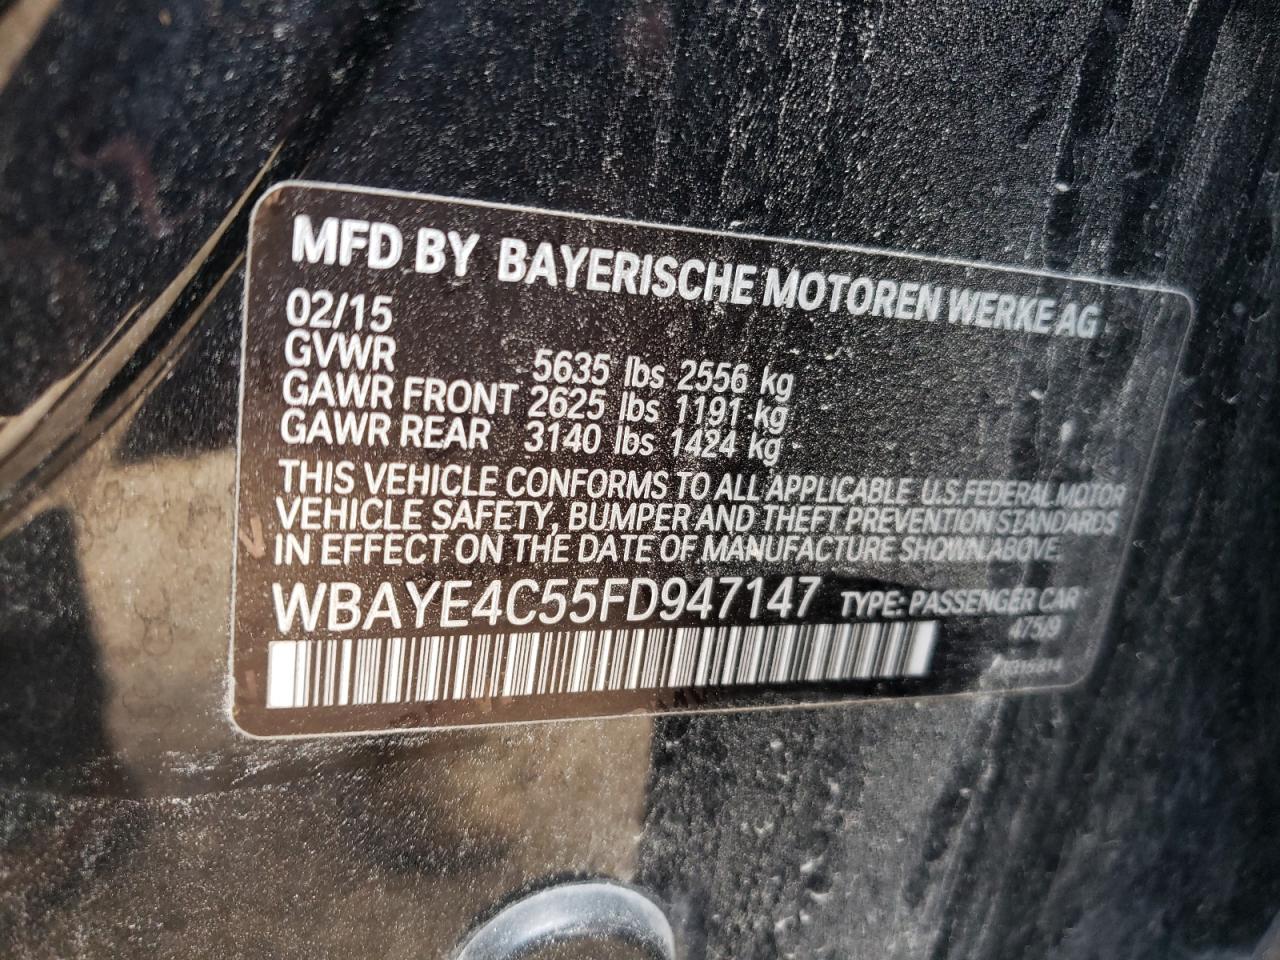 MFD BY BAYERISCHE MOTOREN WERKE AG
02/15
GVWR 5635 lbs 2556 kg
GAWR FRONT 2625 lbs 1191 kg
GAWR REAR 3140 lbs 1424 kg
THIS VEHICLE CONFORMS TO ALL APPLICABLE U.S. FEDERAL MOTOR
VEHICLE SAFETY, BUMPER AND THEFT PREVENTION STANDARDS
IN EFFECT ON THE DATE OF MANUFACTURE SHOWN ABOVE.
WBAYE4C55FD947147 TYPE: PASSENGER CAR
475/9